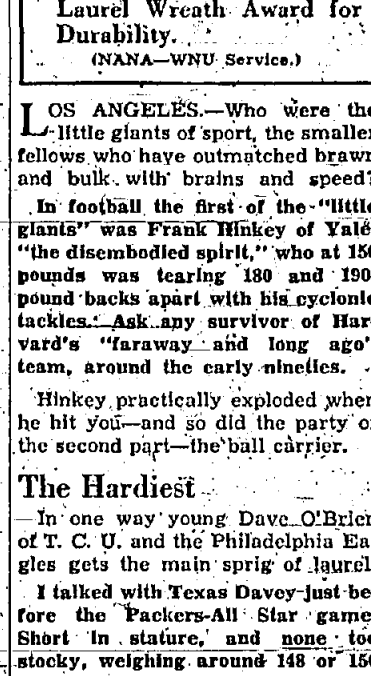 Laurel Wreath Award for
Durability.
(NANA—WNU Service.)
LOS ANGELES.—Who were the
little giants of sport, the smaller
fellows who have outmatched brawn
and bulk with brains and speed?
In football the first of the "little
giants" was Frank Hinkey of Yale
"the disembodied spirit," who at 150
pounds was tearing 180 and 190
pound backs apart with his cyclonic
tackles. Ask any survivor of Har
vard's "faraway and long ago"
team, around the early nineties.
Hinkey practically exploded when
he hit you—and so did the party o
the second part—the ball carrier.
The Hardiest
In one way young Dave O'Brien
of T. C. U. and the Philadelphia Ea
gles gets the main sprig of laurel
I talked with Texas Davey just be
fore the Packers-All Star game
Short in stature, and none too
stocky, weighing around 148 or 150